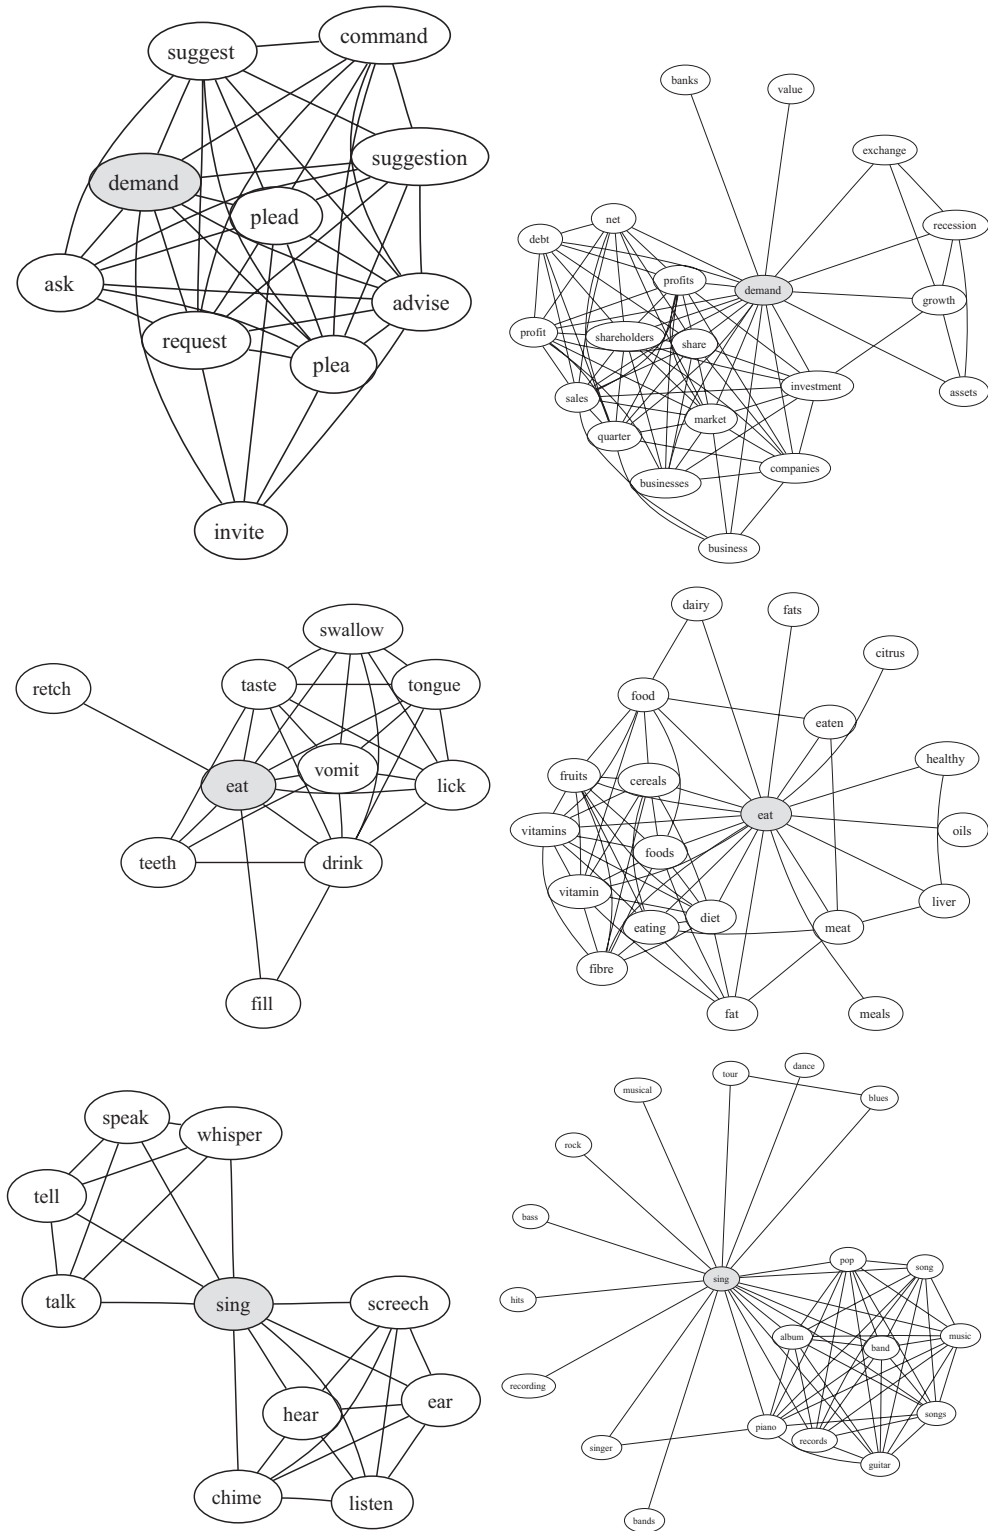 command
suggest
suggestion
demand
plead
ask
advise
request
plea
invite
banks
value
exchange
net
recession
debt
profits
demand
growth
profit
shareholders
share
investment
assets
sales
market
quarter
companies
businesses
business
swallow
retch
taste
tongue
vomit
eat
lick
teeth
drink
fill
dairy
fats
citrus
food
eaten
healthy
fruits
cereals
eat
vitamins
oils
foods
vitamin
liver
diet
eating
meat
fibre
fat
meals
speak
whisper
tell
talk
sing
screech
hear
ear
chime
listen
dance
tour
musical
blues
rock
bass
pop
song
sing
hits
album
music
band
recording
songs
piano
records
singer
guitar
bands